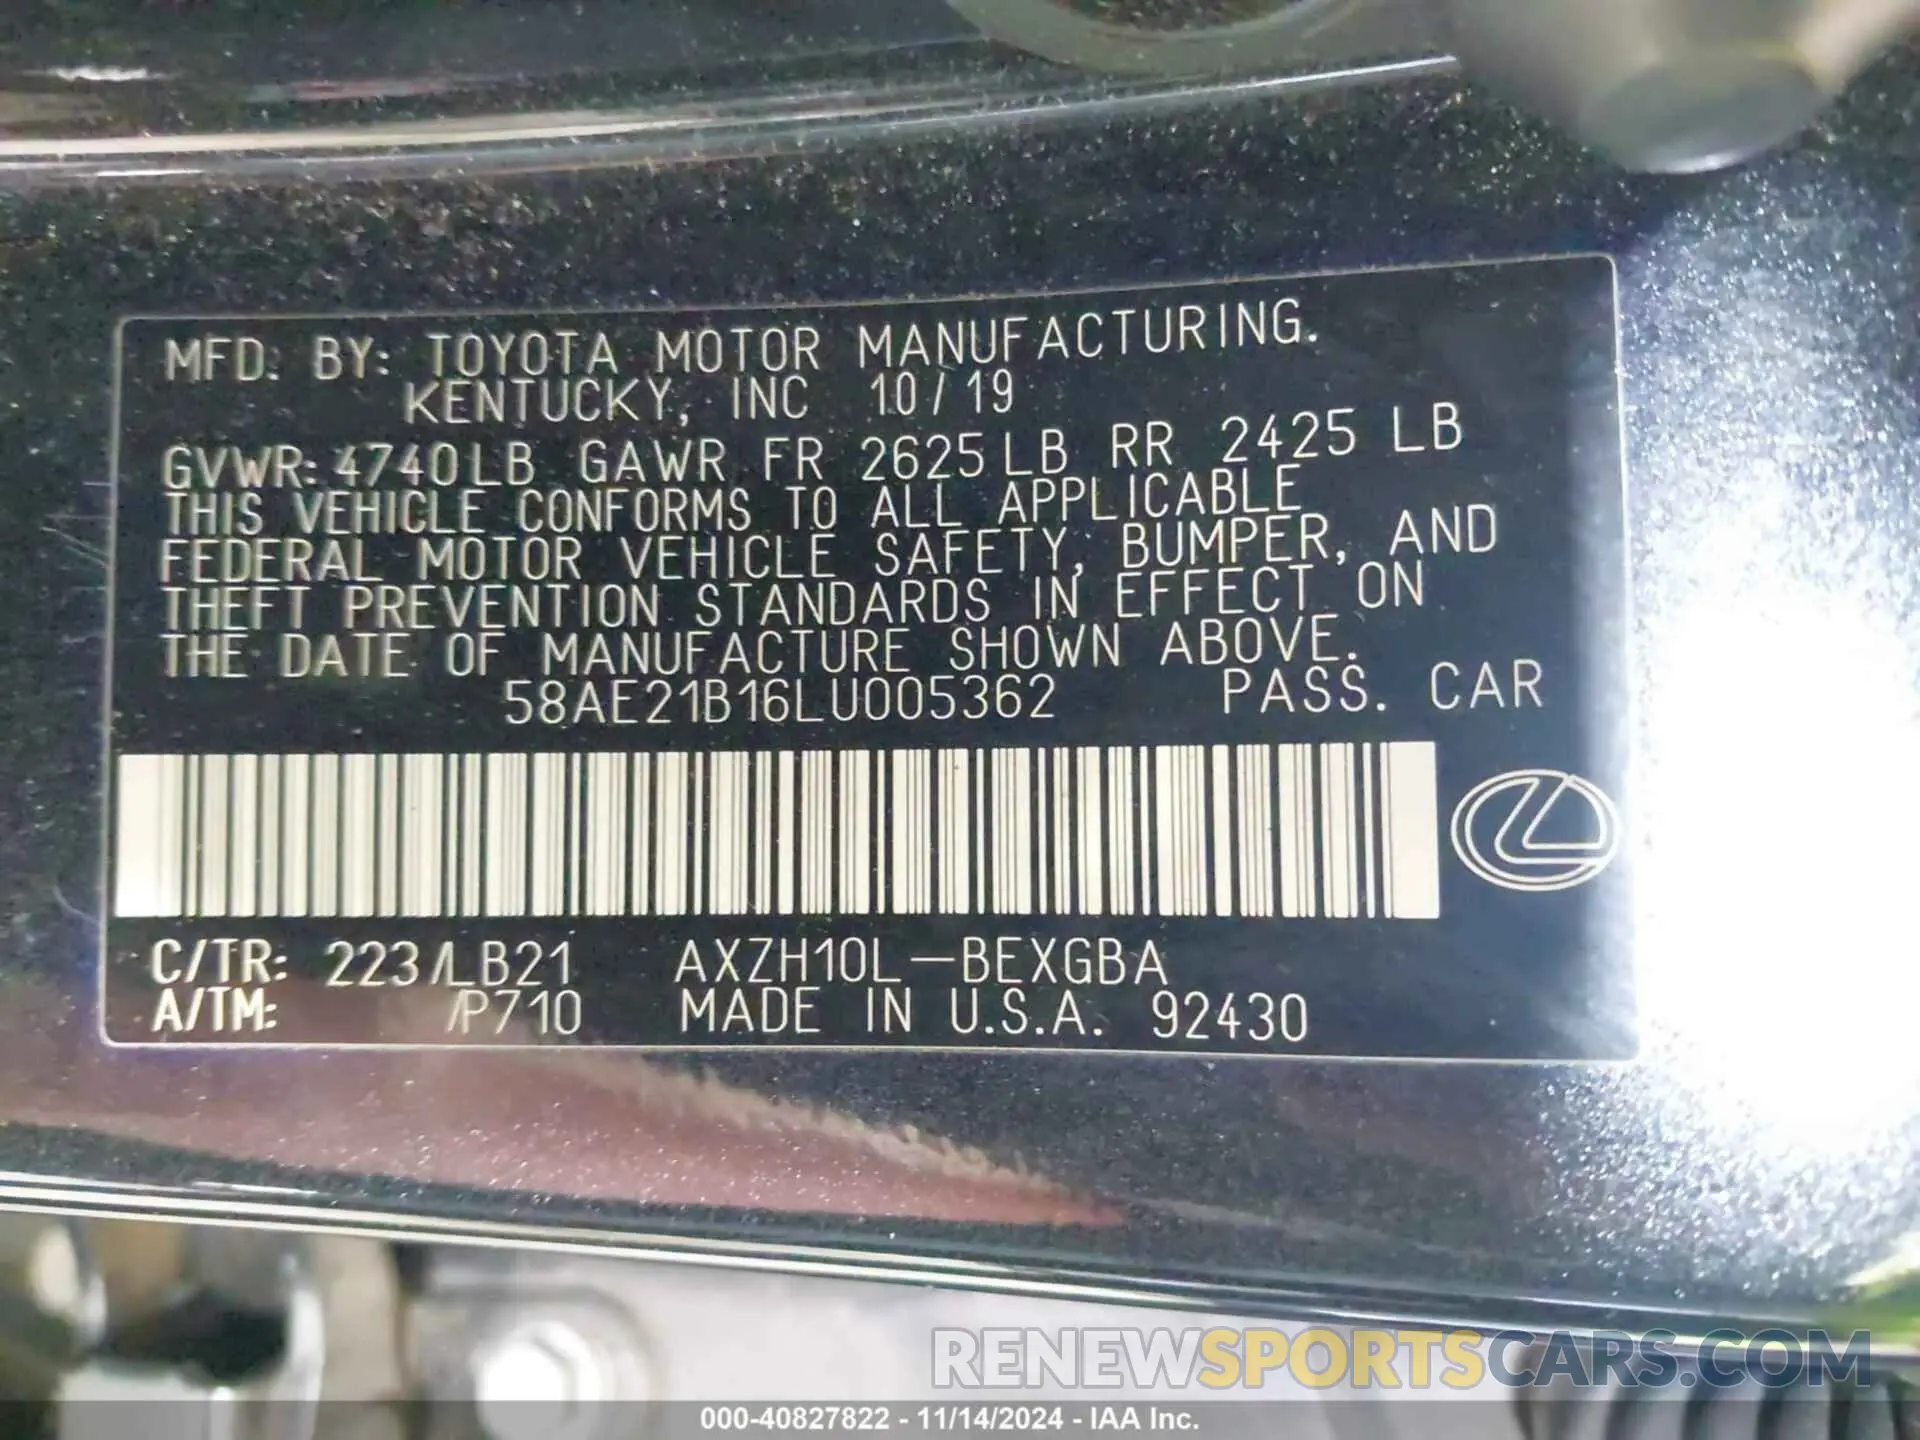 MFD. BY: TOYOTA MOTOR MANUFACTURING.
KENTUCKY, INC 10/19
GVWR: 4740LB GAWR FR 2625LB RR 2425 LB
THIS VEHICLE CONFORMS TO ALL APPLICABLE
FEDERAL MOTOR VEHICLE SAFETY, BUMPER, AND
THEFT PREVENTION STANDARDS IN EFFECT ON
THE DATE OF MANUFACTURE SHOWN ABOVE.
58AE21B16LU005362 PASS. CAR
C/TR: 223/LB21 AXZH10L-BEXGBA
A/TM: /P710 MADE IN U.S.A. 92430
RENEWSPORTSCARS.COM
000-40827822 - 11/14/2024 - IAA Inc.